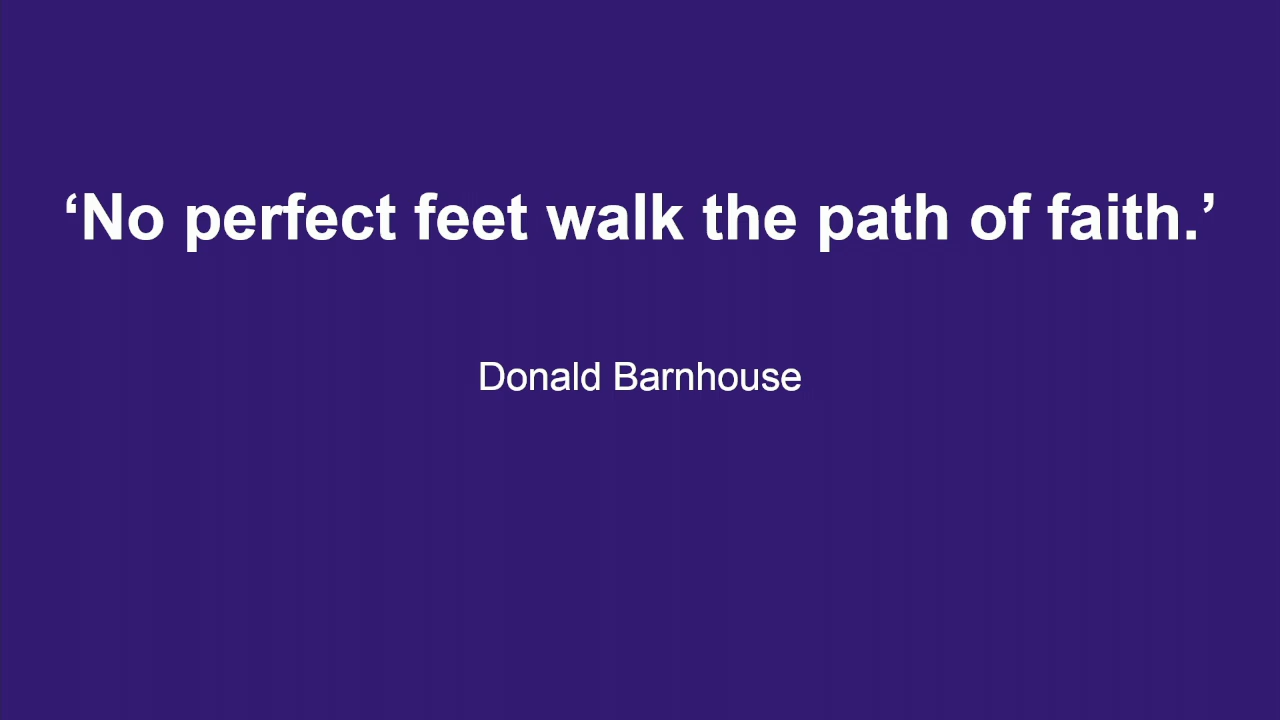 ‘No perfect feet walk the path of faith.’
Donald Barnhouse